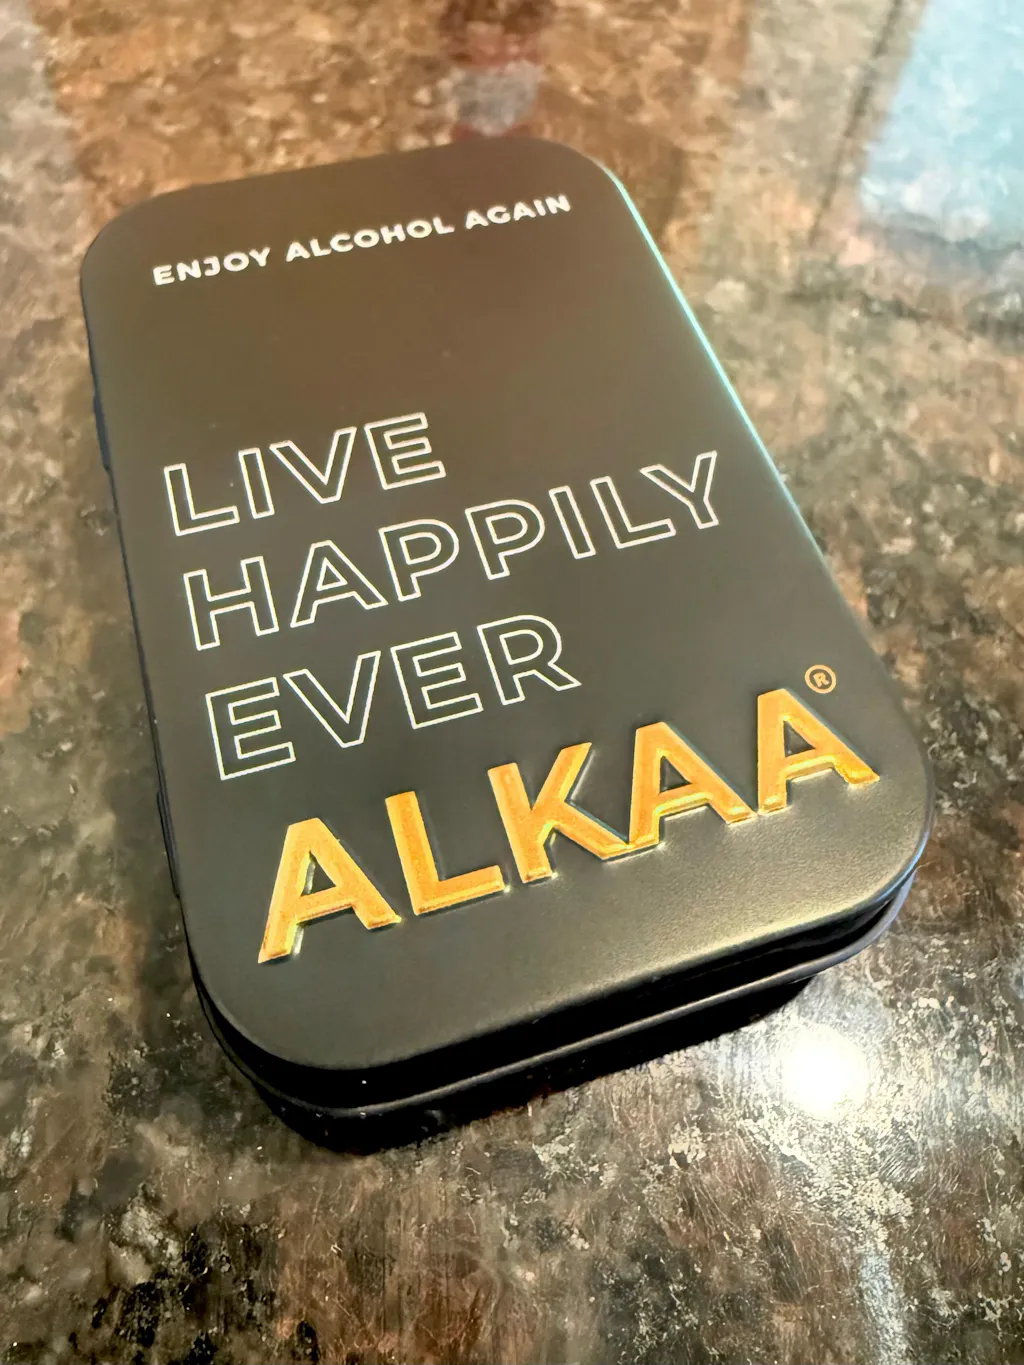 ENJOY ALCOHOL AGAIN
LIVE
HAPPILY
EVER
ALKAA®